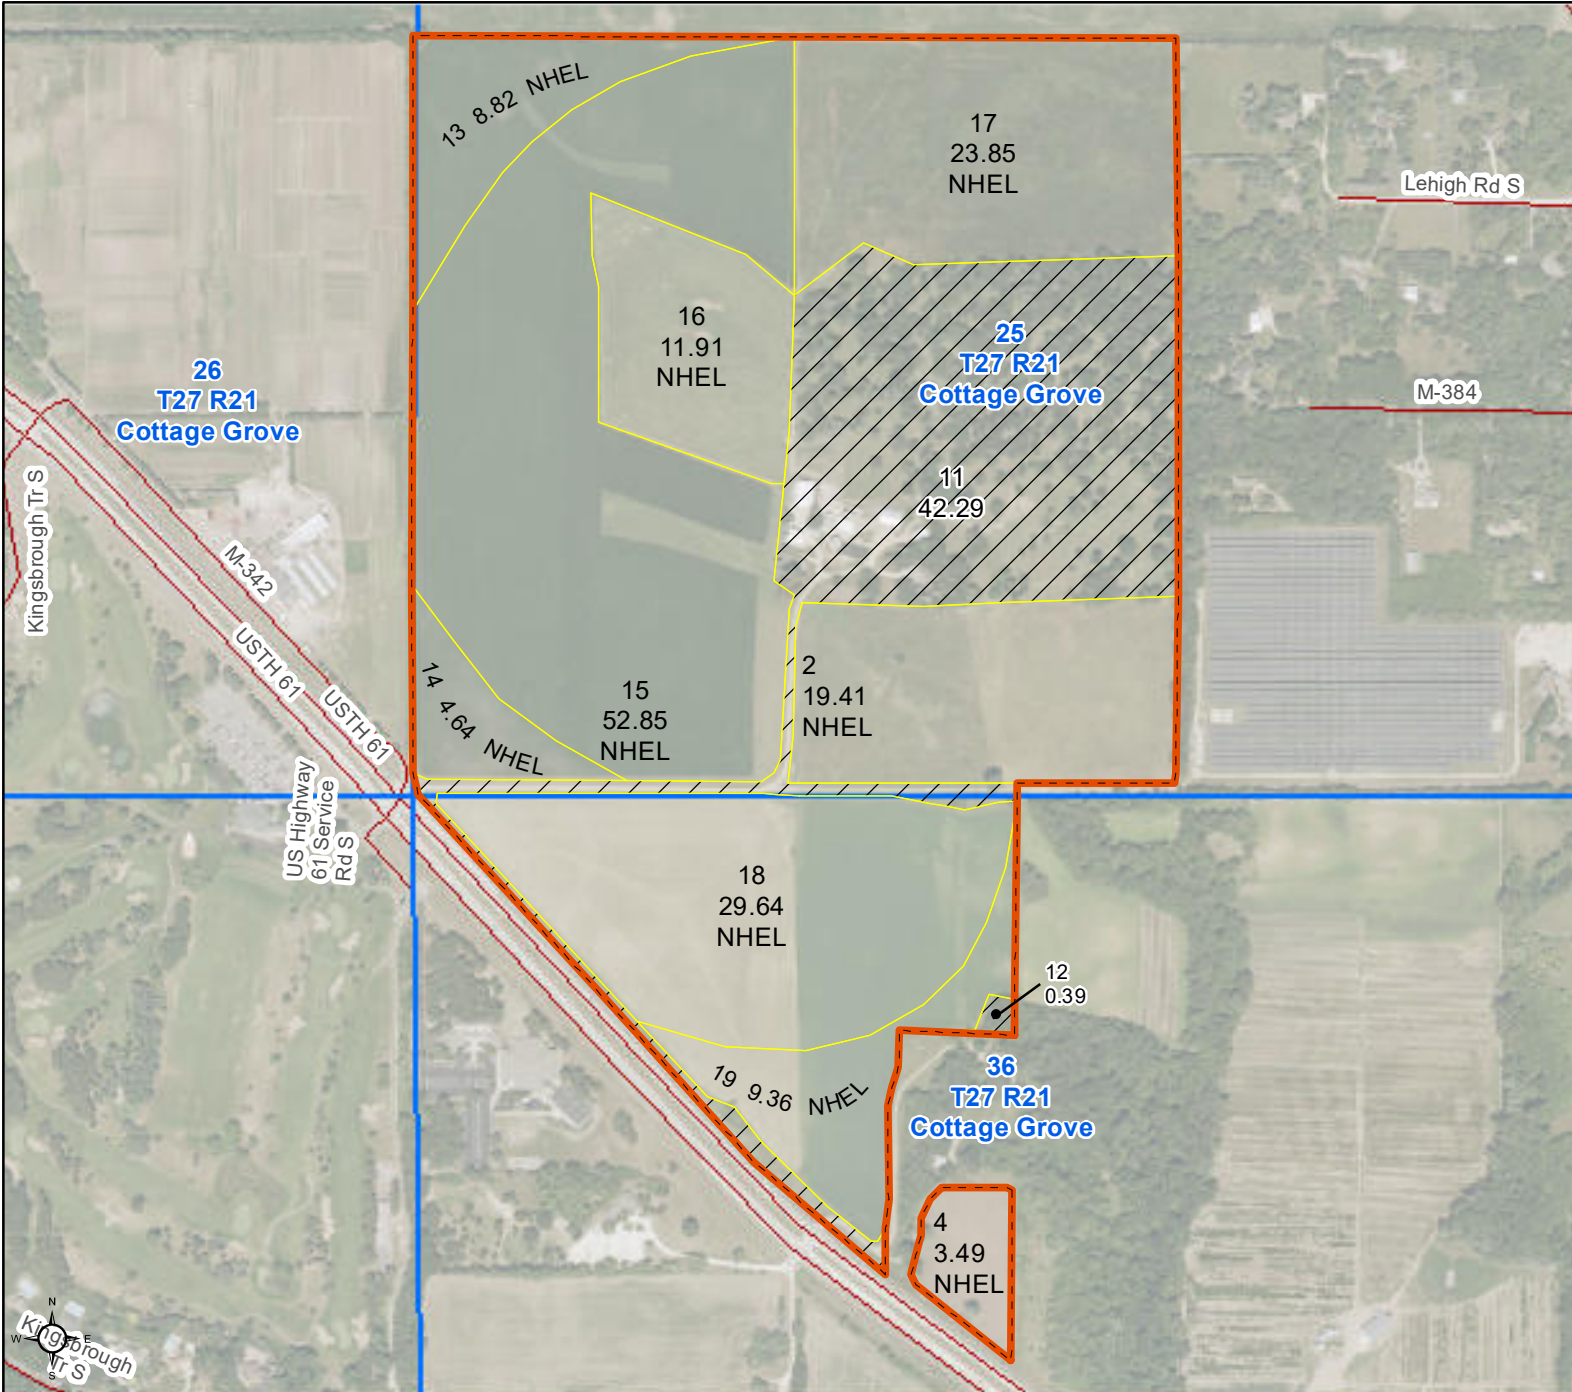 13 8.82 NHEL
17
23.85
NHEL
Lehigh Rd S
16
11.91
NHEL
25
T27 R21
Cottage Grove
26
T27 R21
Cottage Grove
M-384
11
42.29
Kingsbrough Tr S
M-342
USTH 61
USTH 61
14 4.64 NHEL
15
52.85
NHEL
2
19.41
NHEL
US Highway
61 Service
Rd S
18
29.64
NHEL
12
0.39
36
T27 R21
Cottage Grove
19 9.36 NHEL
4
3.49
NHEL
N
W E
S
Kingsbrough
Tr S